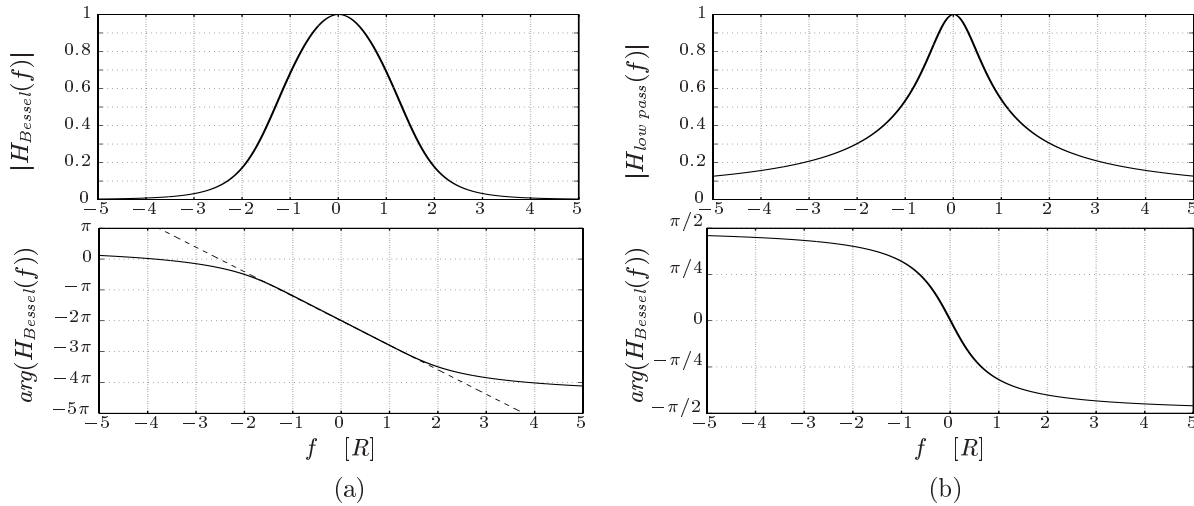 |H_{Bessel}(f)|
1
0.8
0.6
0.4
0.2
0
−5 −4 −3 −2 −1 0 1 2 3 4 5
arg(H_{Bessel}(f))
π
0
−π
−2π
−3π
−4π
−5π
−5 −4 −3 −2 −1 0 1 2 3 4 5
f [R]
(a)
|H_{low pass}(f)|
1
0.8
0.6
0.4
0.2
0
−5 −4 −3 −2 −1 0 1 2 3 4 5
arg(H_{Bessel}(f))
π/2
π/4
0
−π/4
−π/2
−5 −4 −3 −2 −1 0 1 2 3 4 5
f [R]
(b)